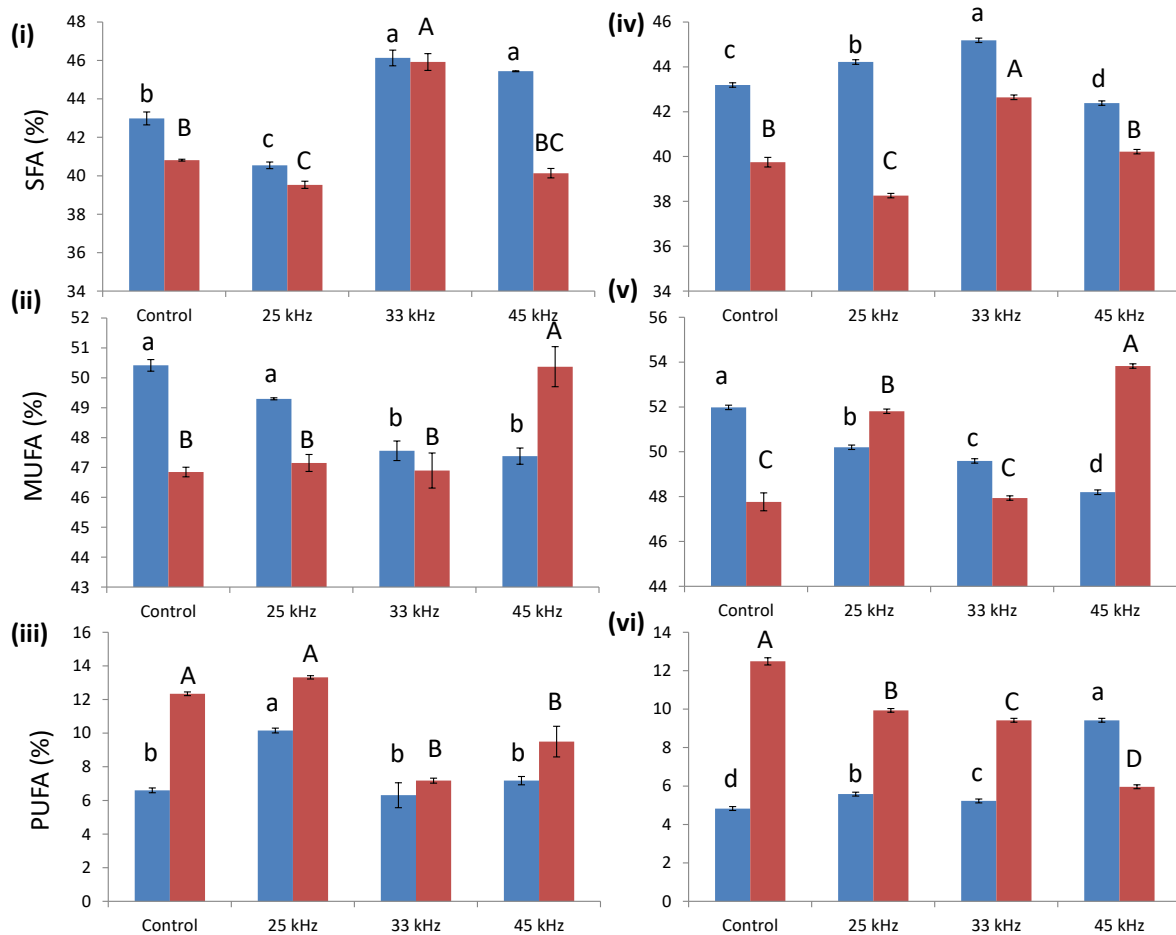 (i)
SFA (%)
48
46
44
42
40
38
36
34
b
B
c
C
a
A
a
BC
Control
25 kHz
33 kHz
45 kHz
(ii)
MUFA (%)
52
51
50
49
48
47
46
45
44
43
a
B
a
B
b
B
b
A
Control
25 kHz
33 kHz
45 kHz
(iii)
PUFA (%)
16
14
12
10
8
6
4
2
0
b
A
a
A
b
B
b
B
Control
25 kHz
33 kHz
45 kHz
(iv)
46
44
42
40
38
36
34
c
B
b
C
a
A
d
B
Control
25 kHz
33 kHz
45 kHz
(v)
56
54
52
50
48
46
44
a
C
b
B
c
C
d
A
Control
25 kHz
33 kHz
45 kHz
(vi)
14
12
10
8
6
4
2
0
d
A
b
B
c
C
a
D
Control
25 kHz
33 kHz
45 kHz